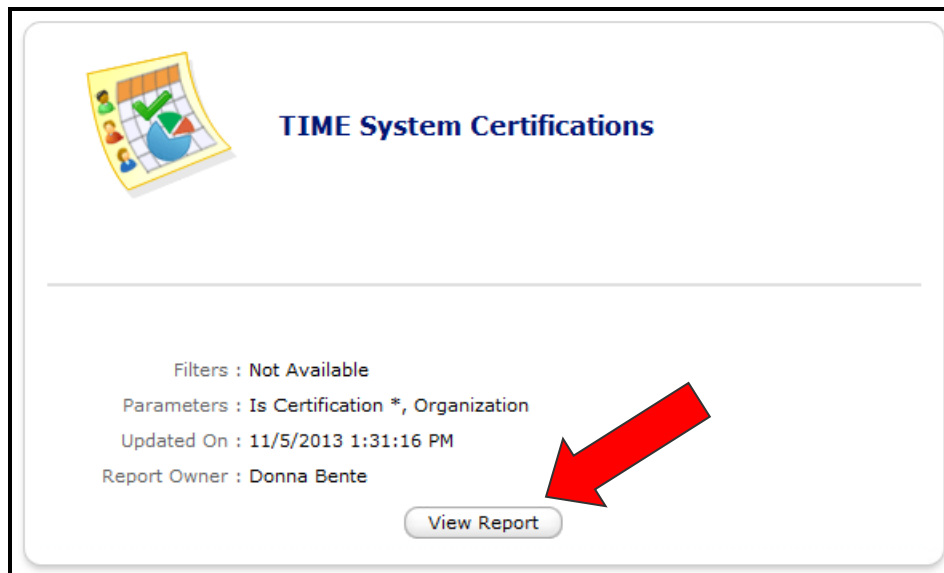 TIME System Certifications
Filters : Not Available
Parameters : Is Certification *, Organization
Updated On : 11/5/2013 1:31:16 PM
Report Owner : Donna Bente
View Report